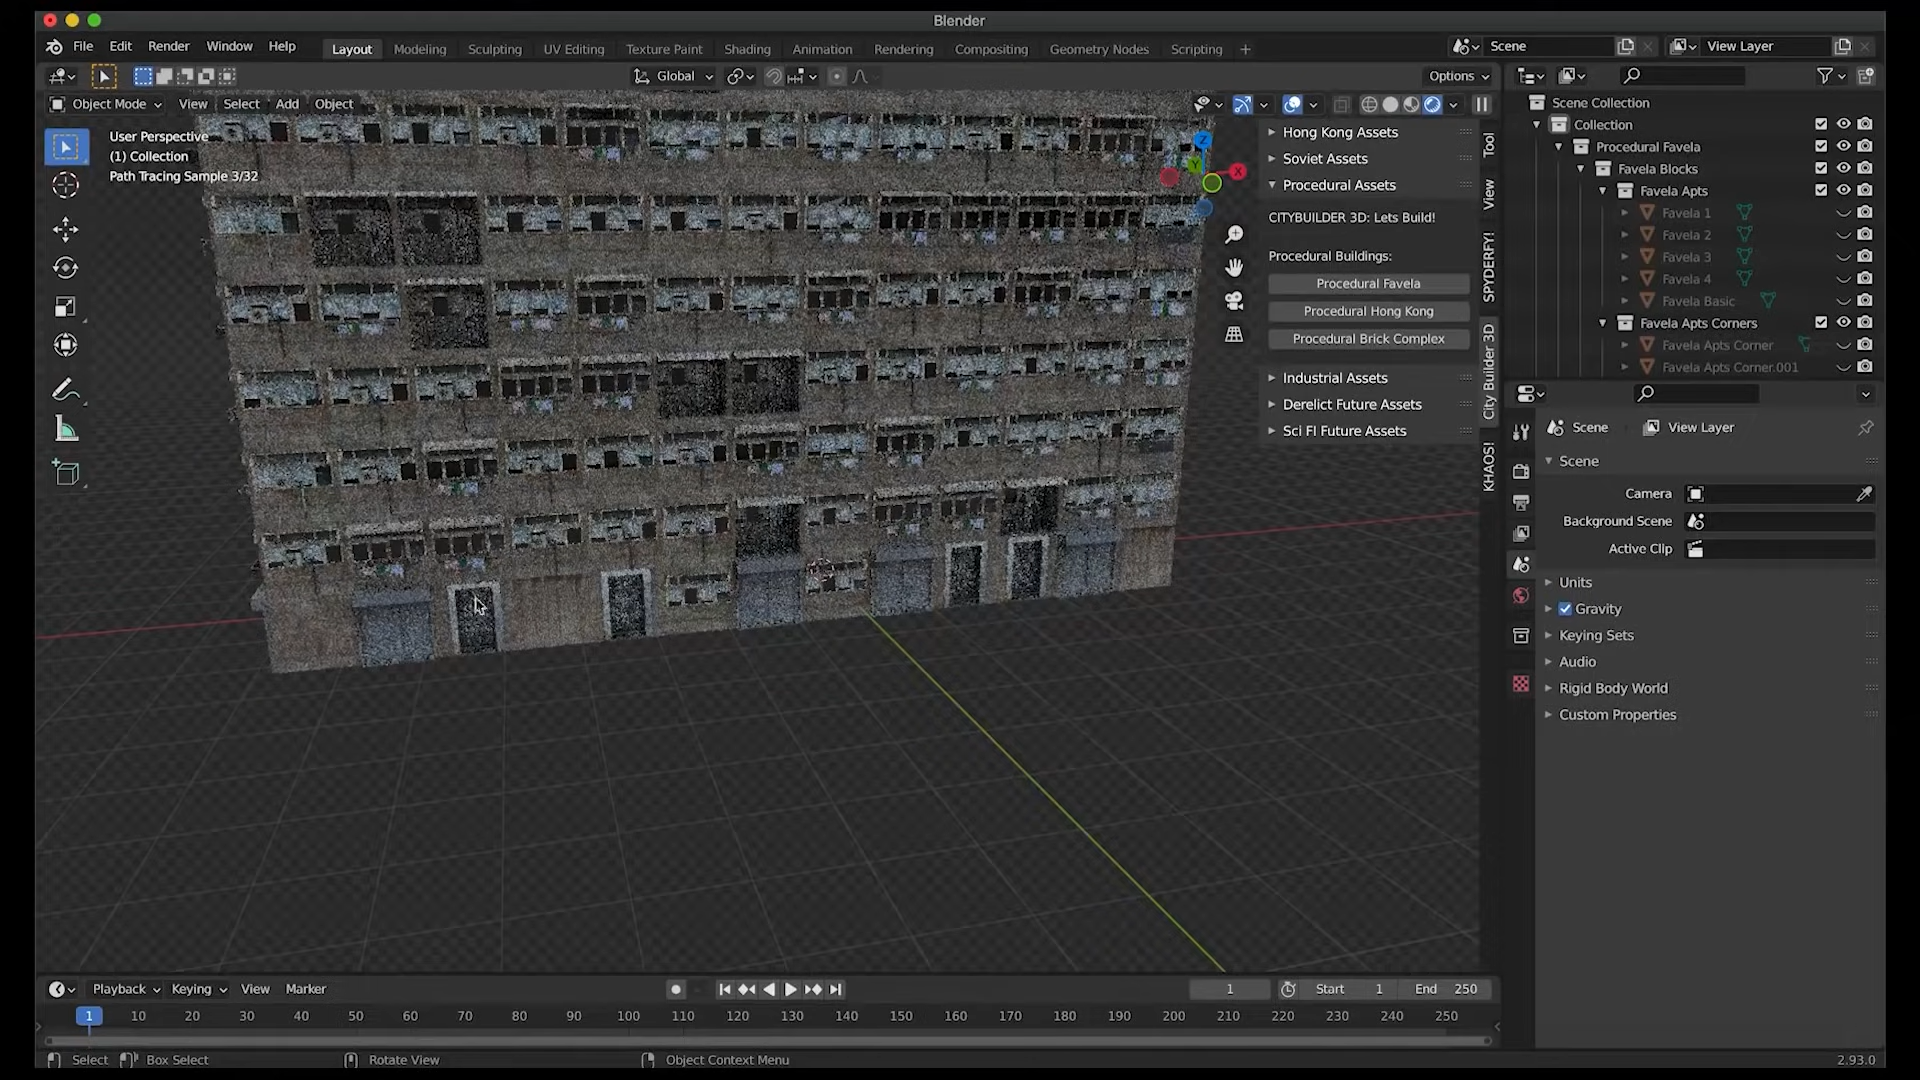 Blender
File Edit Render Window Help Layout Modeling Sculpting UV Editing Texture Paint Shading Animation Rendering Compositing Geometry Nodes Scripting + Scene View Layer
Global Options
Object Mode View Select Add Object
User Perspective
(1) Collection
Path Tracing Sample 3/32
Z
Y
X
Hong Kong Assets
Soviet Assets
Procedural Assets
CITYBUILDER 3D: Lets Build!
Procedural Buildings:
Procedural Favela
Procedural Hong Kong
Procedural Brick Complex
Industrial Assets
Derelict Future Assets
Sci FI Future Assets
Tool
View
SPYDERFY!
City Builder 3D
KHAOS!
Scene Collection
Collection
Procedural Favela
Favela Blocks
Favela Apts
Favela 1
Favela 2
Favela 3
Favela 4
Favela Basic
Favela Apts Corners
Favela Apts Corner
Favela Apts Corner.001
Scene View Layer
Scene
Camera
Background Scene
Active Clip
Units
Gravity
Keying Sets
Audio
Rigid Body World
Custom Properties
Playback Keying View Marker 1 Start 1 End 250
1 10 20 30 40 50 60 70 80 90 100 110 120 130 140 150 160 170 180 190 200 210 220 230 240 250
Select Box Select Rotate View Object Context Menu 2.93.0